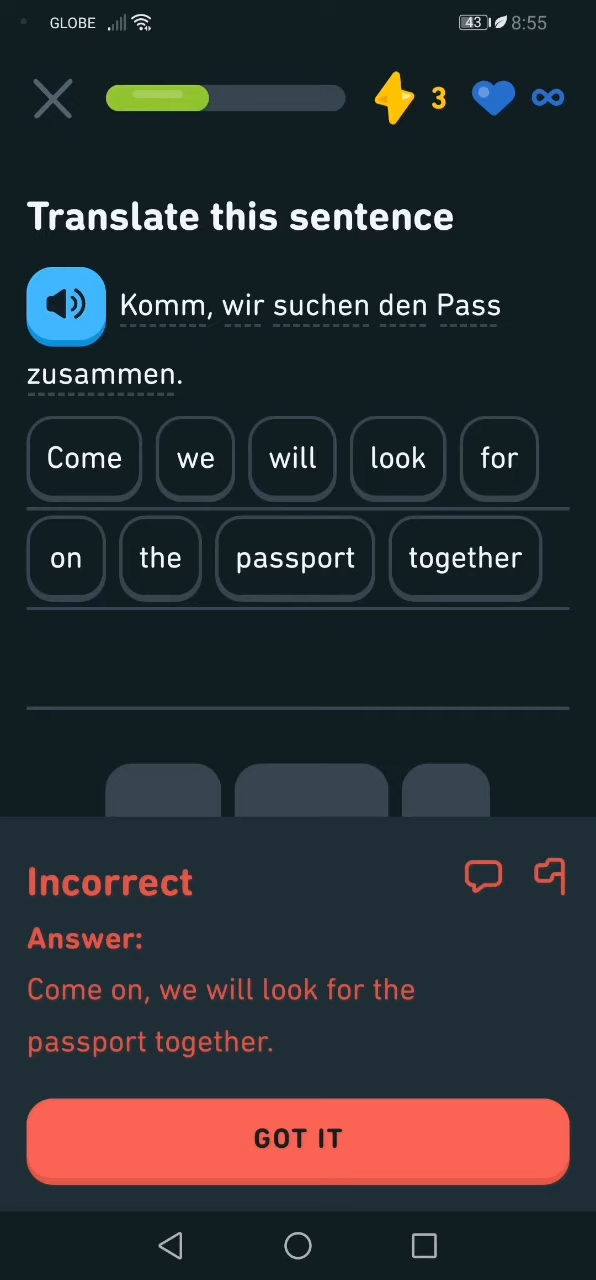 GLOBE 43 8:55
3 ∞
Translate this sentence
Komm, wir suchen den Pass
zusammen.
Come we will look for
on the passport together
Incorrect
Answer:
Come on, we will look for the
passport together.
GOT IT